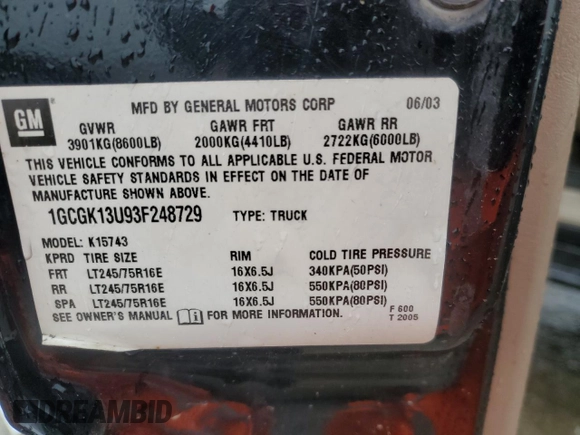 GM
MFD BY GENERAL MOTORS CORP 06/03
GVWR GAWR FRT GAWR RR
3901KG(8600LB) 2000KG(4410LB) 2722KG(6000LB)
THIS VEHICLE CONFORMS TO ALL APPLICABLE U.S. FEDERAL MOTOR
VEHICLE SAFETY STANDARDS IN EFFECT ON THE DATE OF
MANUFACTURE SHOWN ABOVE.
1GCGK13U93F248729 TYPE: TRUCK
MODEL: K15743
KPRD TIRE SIZE RIM COLD TIRE PRESSURE
FRT LT245/75R16E 16X6.5J 340KPA(50PSI)
RR LT245/75R16E 16X6.5J 550KPA(80PSI)
SPA LT245/75R16E 16X6.5J 550KPA(80PSI)
SEE OWNER'S MANUAL FOR MORE INFORMATION.
F 600
T 2005
DREAMBID